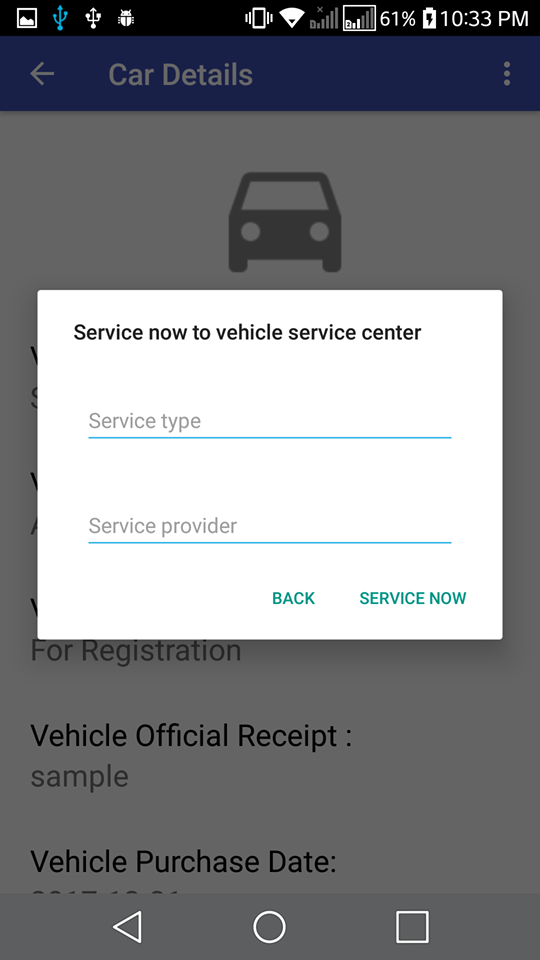 61% 10:33 PM
Car Details
Service now to vehicle service center
Service type
Service provider
BACK SERVICE NOW
For Registration
Vehicle Official Receipt :
sample
Vehicle Purchase Date: